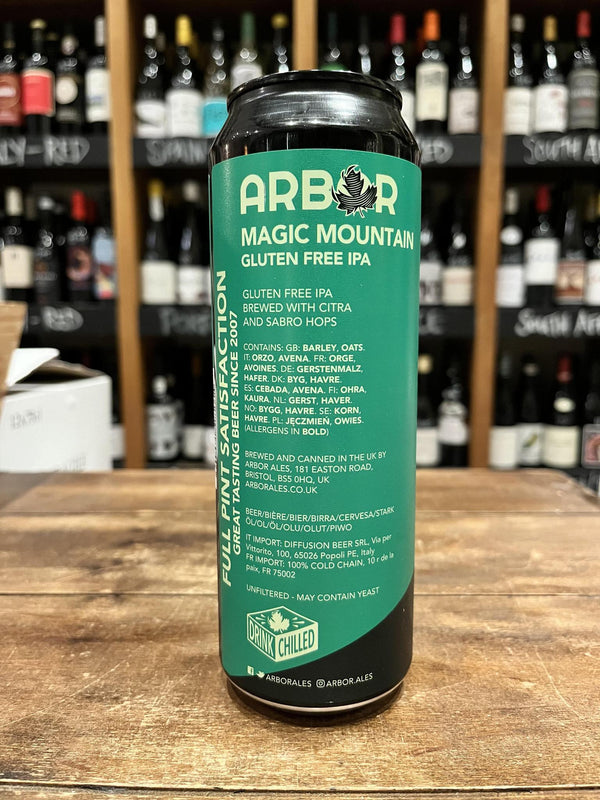 ARBOR
MAGIC MOUNTAIN
GLUTEN FREE IPA
GLUTEN FREE IPA
BREWED WITH CITRA
AND SABRO HOPS
CONTAINS: GB: BARLEY, OATS.
IT: ORZO, AVENA. FR: ORGE,
AVOINES. DE: GERSTENMALZ,
HAFER. DK: BYG, HAVRE.
ES: CEBADA, AVENA. FI: OHRA,
KAURA. NL: GERST, HAVER.
NO: BYGG, HAVRE. SE: KORN,
HAVRE. PL: JĘCZMIEŃ, OWIES.
(ALLERGENS IN BOLD)
BREWED AND CANNED IN THE UK BY
ARBOR ALES, 181 EASTON ROAD,
BRISTOL, BS5 0HQ, UK
ARBORALES.CO.UK
BEER/BIÈRE/BIER/BIRRA/CERVESA/STARK
ÖL/OL/ÖL/OLU/OLUT/PIWO
IT IMPORT: DIFFUSION BEER SRL, Via per
Vittorito, 100, 65026 Popoli PE, Italy
FR IMPORT: 100% COLD CHAIN, 10 r de la
paix, FR 75002
UNFILTERED - MAY CONTAIN YEAST
DRINK CHILLED
ARBORALES ARBOR.ALES
FULL PINT SATISFACTION
GREAT TASTING BEER SINCE 2007
RED
SOUTH AF